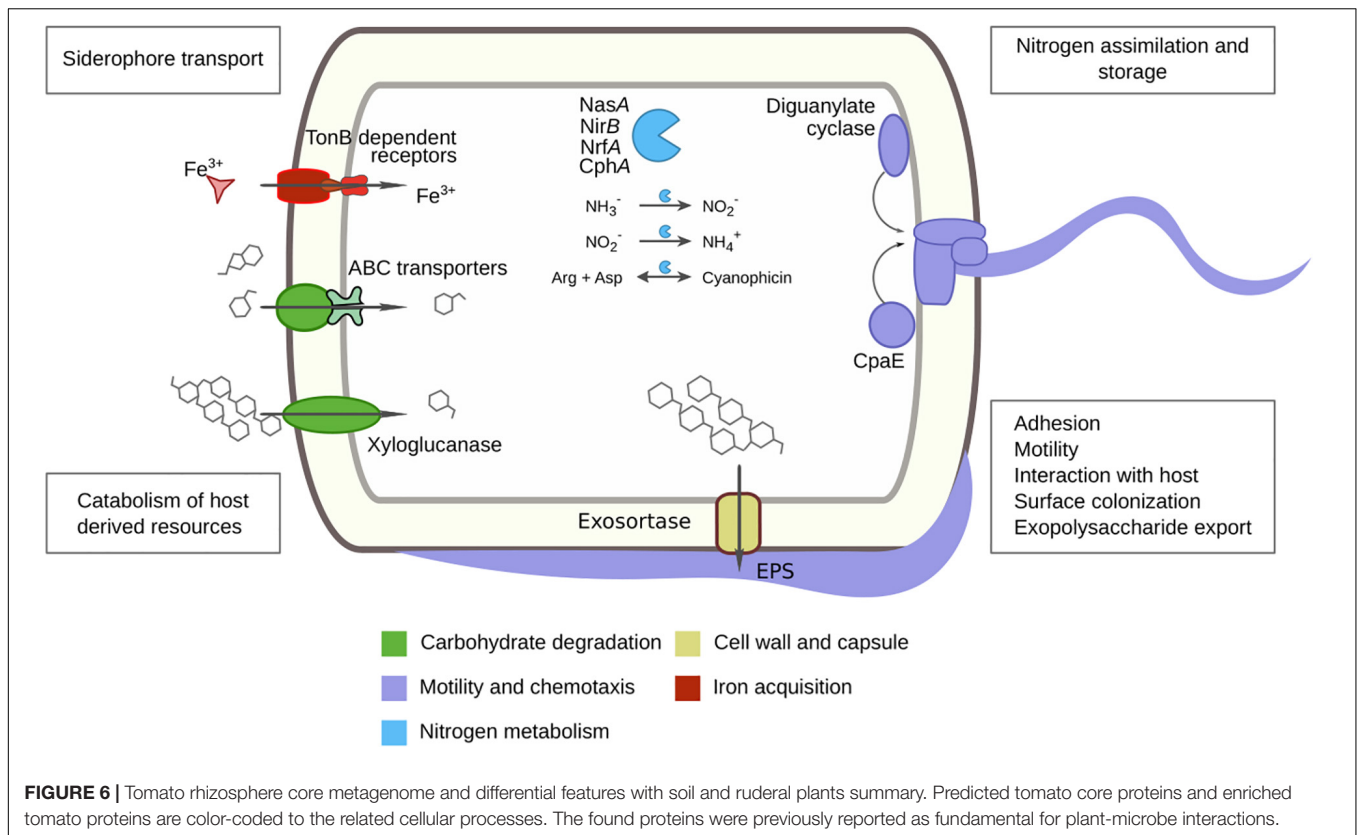 Siderophore transport
Nitrogen assimilation and
storage
TonB dependent
receptors
Fe³⁺
Fe³⁺
NasA
NirB
NrfA
CphA
Diguanylate
cyclase
NH₃⁻
NO₂⁻
NO₂⁻
NH₄⁺
Arg + Asp
Cyanophicin
ABC transporters
CpaE
Xyloglucanase
Catabolism of host
derived resources
Adhesion
Motility
Interaction with host
Surface colonization
Exopolysaccharide export
Exosortase
EPS
Carbohydrate degradation
Cell wall and capsule
Motility and chemotaxis
Iron acquisition
Nitrogen metabolism
FIGURE 6 | Tomato rhizosphere core metagenome and differential features with soil and ruderal plants summary. Predicted tomato core proteins and enriched
tomato proteins are color-coded to the related cellular processes. The found proteins were previously reported as fundamental for plant-microbe interactions.